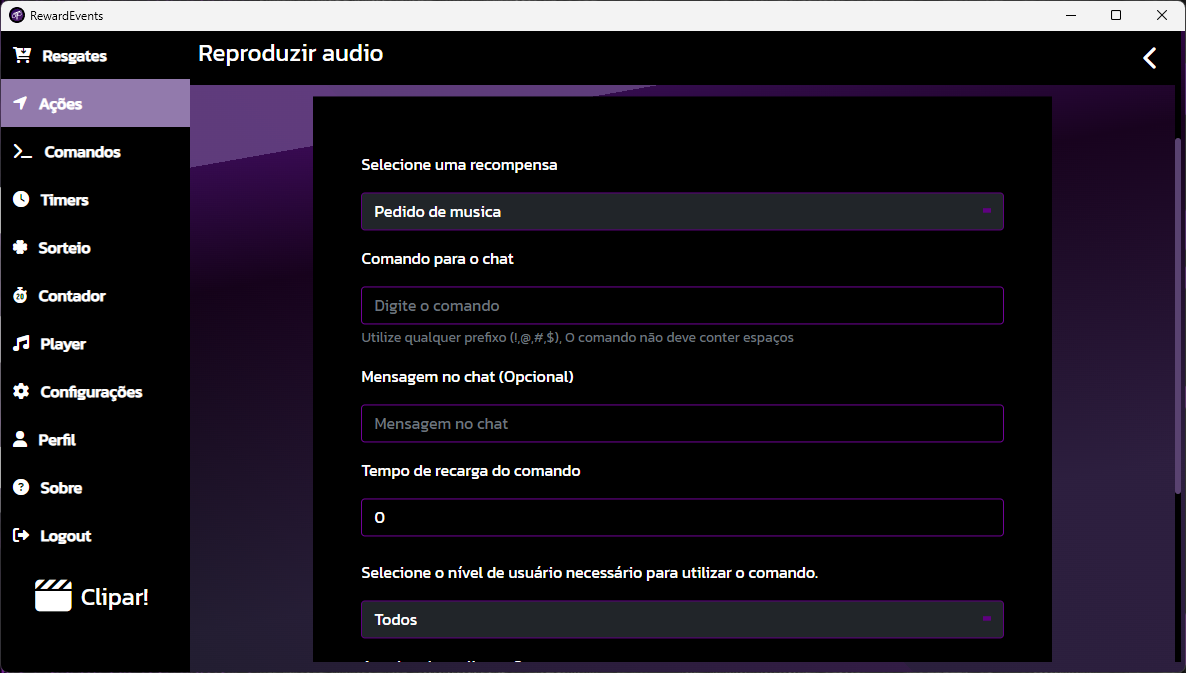 RewardEvents
Resgates
Ações
Comandos
Timers
Sorteio
Contador
Player
Configurações
Perfil
Sobre
Logout
Clipar!
Reproduzir audio
Selecione uma recompensa
Pedido de musica
Comando para o chat
Digite o comando
Utilize qualquer prefixo (!,@,#,$), O comando não deve conter espaços
Mensagem no chat (Opcional)
Mensagem no chat
Tempo de recarga do comando
0
Selecione o nível de usuário necessário para utilizar o comando.
Todos